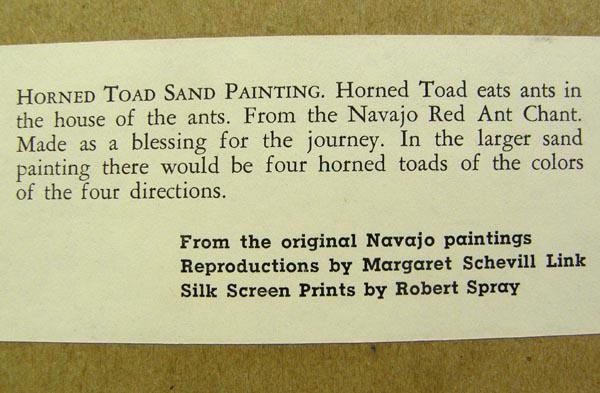 HORNED TOAD SAND PAINTING. Horned Toad eats ants in
the house of the ants. From the Navajo Red Ant Chant.
Made as a blessing for the journey. In the larger sand
painting there would be four horned toads of the colors
of the four directions.
From the original Navajo paintings
Reproductions by Margaret Schevill Link
Silk Screen Prints by Robert Spray